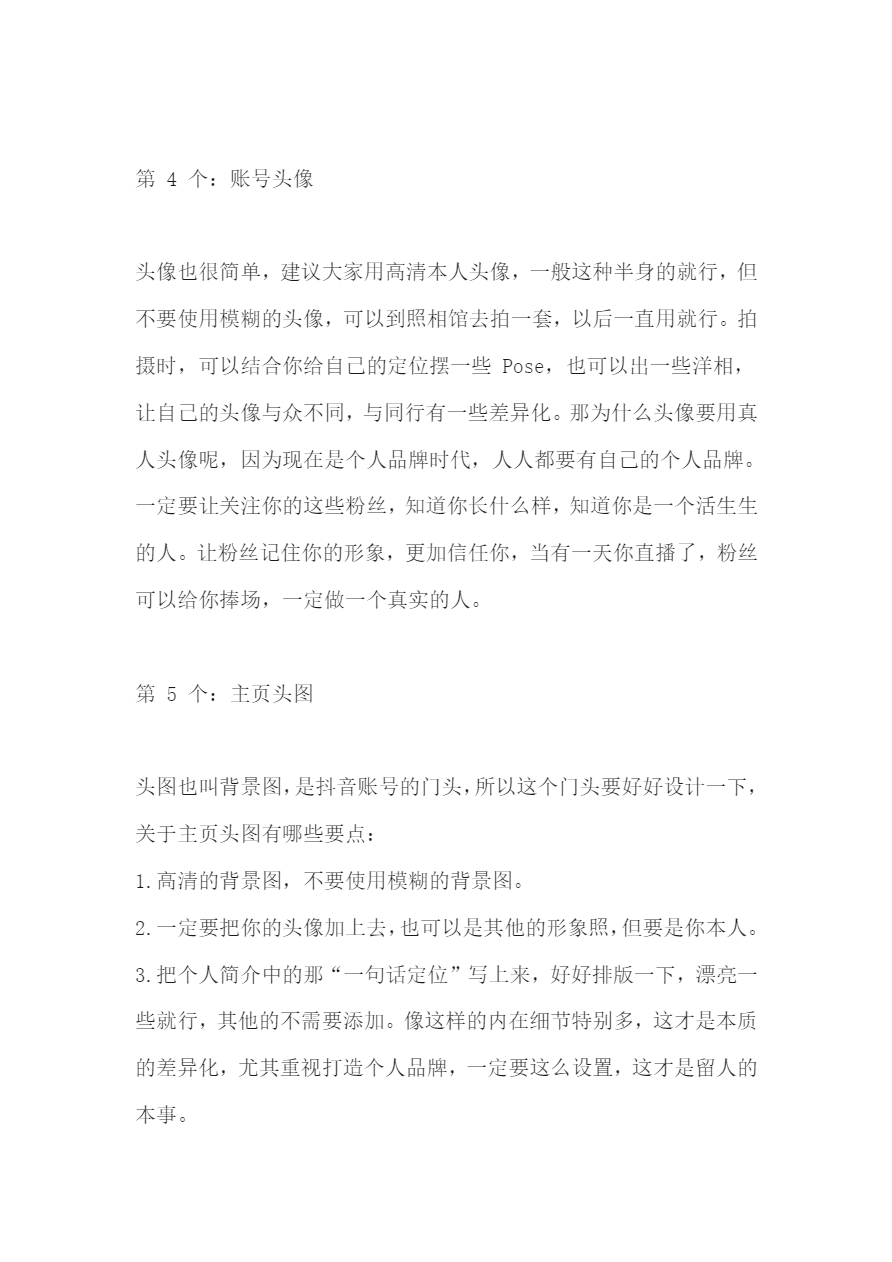 第 4 个：账号头像
头像也很简单，建议大家用高清本人头像，一般这种半身的就行，但
不要使用模糊的头像，可以到照相馆去拍一套，以后一直用就行。拍
摄时，可以结合你给自己的定位摆一些 Pose，也可以出一些洋相，
让自己的头像与众不同，与同行有一些差异化。那为什么头像要用真
人头像呢，因为现在是个人品牌时代，人人都要有自己的个人品牌。
一定要让关注你的这些粉丝，知道你长什么样，知道你是一个活生生
的人。让粉丝记住你的形象，更加信任你，当有一天你直播了，粉丝
可以给你捧场，一定做一个真实的人。
第 5 个：主页头图
头图也叫背景图，是抖音账号的门头，所以这个门头要好好设计一下，
关于主页头图有哪些要点：
1.高清的背景图，不要使用模糊的背景图。
2.一定要把你的头像加上去，也可以是其他的形象照，但要是你本人。
3.把个人简介中的那“一句话定位”写上来，好好排版一下，漂亮一
些就行，其他的不需要添加。像这样的内在细节特别多，这才是本质
的差异化，尤其重视打造个人品牌，一定要这么设置，这才是留人的
本事。